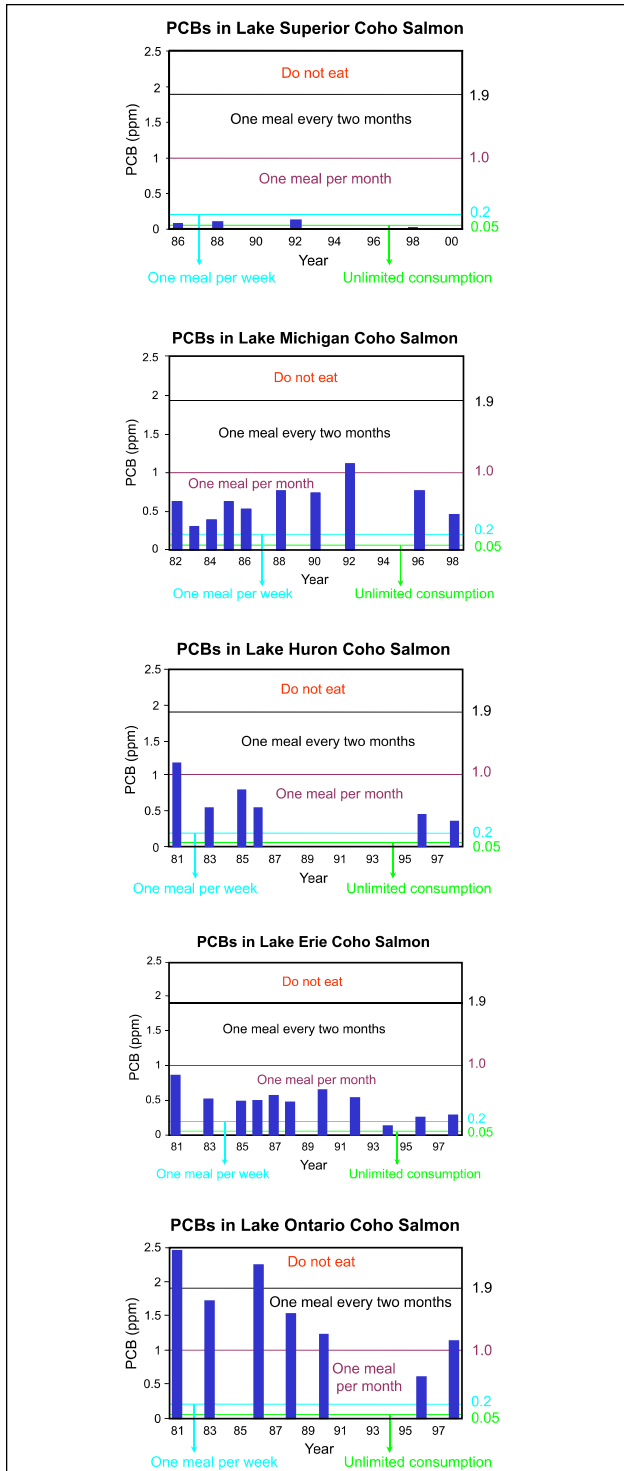 PCBs in Lake Superior Coho Salmon
2.5
Do not eat
2
1.9
One meal every two months
1.5
PCB (ppm)
1
1.0
One meal per month
0.5
0.2
0.05
0
86 88 90 92 94 96 98 00
Year
One meal per week
Unlimited consumption
PCBs in Lake Michigan Coho Salmon
2.5
Do not eat
2
1.9
One meal every two months
1.5
PCB (ppm)
1
1.0
One meal per month
0.5
0.2
0.05
0
82 84 86 88 90 92 94 96 98
Year
One meal per week
Unlimited consumption
PCBs in Lake Huron Coho Salmon
2.5
Do not eat
2
1.9
One meal every two months
1.5
PCB (ppm)
1
1.0
One meal per month
0.5
0.2
0.05
0
81 83 85 87 89 91 93 95 97
Year
One meal per week
Unlimited consumption
PCBs in Lake Erie Coho Salmon
2.5
Do not eat
2
1.9
One meal every two months
1.5
PCB (ppm)
1
1.0
One meal per month
0.5
0.2
0.05
0
81 83 85 87 89 91 93 95 97
Year
One meal per week
Unlimited consumption
PCBs in Lake Ontario Coho Salmon
2.5
Do not eat
2
1.9
One meal every two months
1.5
PCB (ppm)
1
1.0
One meal
per month
0.5
0.2
0.05
0
81 83 85 87 89 91 93 95 97
Year
One meal per week
Unlimited consumption